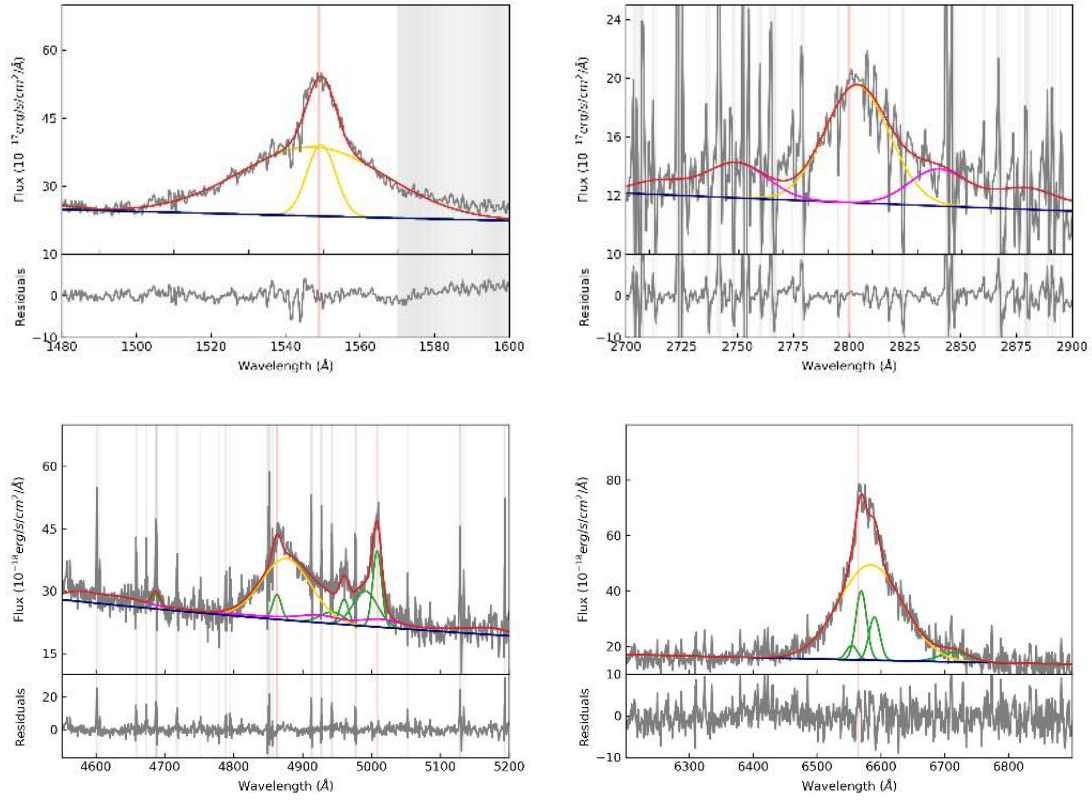 Flux (10 ¹⁷erg/s/cm²/Å)
60
45
30
Residuals
10
0
−10
1480 1500 1520 1540 1560 1580 1600
Wavelength (Å)
Flux (10 ¹⁷erg/s/cm²/Å)
24
20
16
12
Residuals
10
0
−10
2700 2725 2750 2775 2800 2825 2850 2875 2900
Wavelength (Å)
Flux (10⁻¹⁸erg/s/cm²/Å)
60
45
30
15
Residuals
20
0
4600 4700 4800 4900 5000 5100 5200
Wavelength (Å)
Flux (10⁻¹⁸erg/s/cm²/Å)
80
60
40
20
Residuals
10
0
−10
6300 6400 6500 6600 6700 6800
Wavelength (Å)